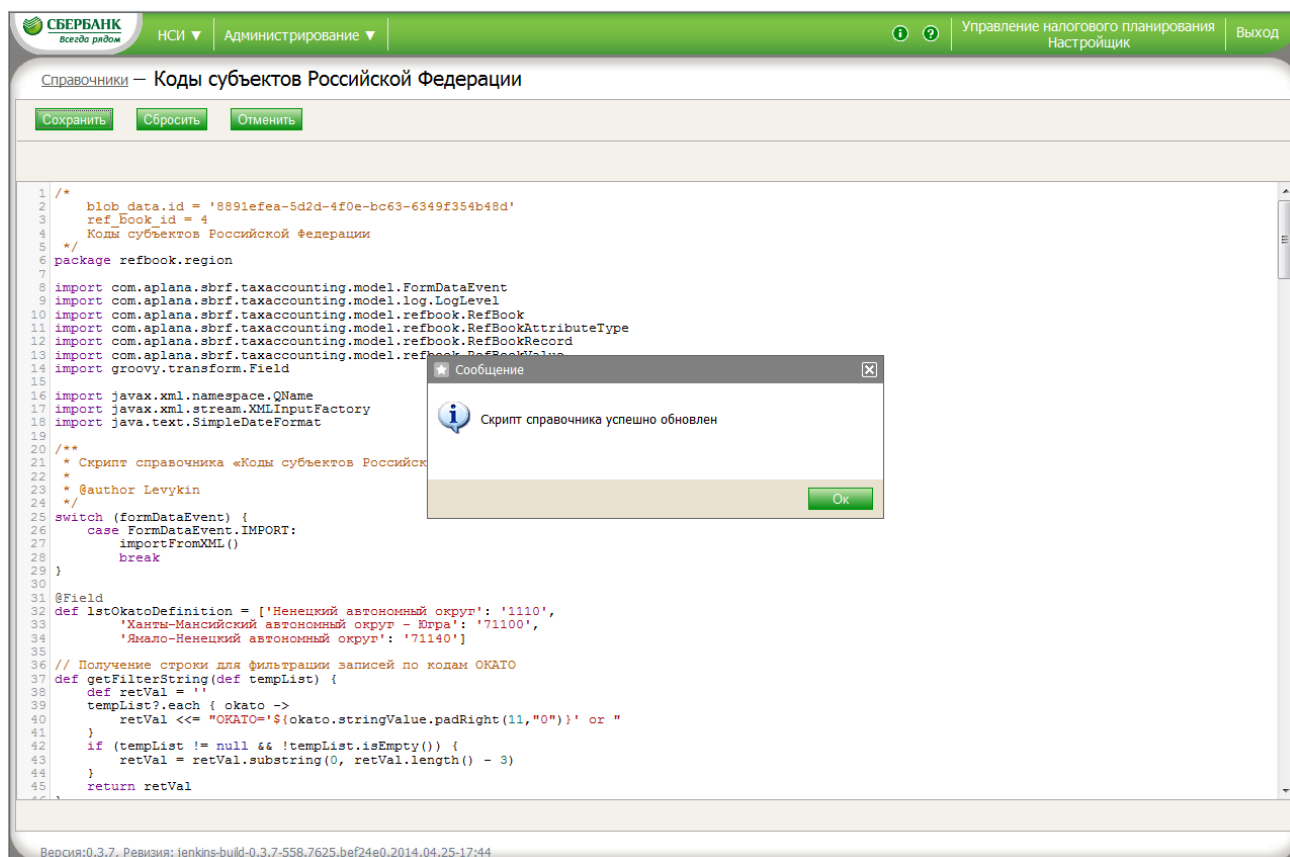 СБЕРБАНК
Всегда рядом
НСИ ▼
Администрирование ▼
Управление налогового планирования
Настройщик
Выход
Справочники — Коды субъектов Российской Федерации
Сохранить
Сбросить
Отменить
1 /*
2     blob_data.id = '8891efea-5d2d-4f0e-bc63-6349f354b48d'
3     ref_book_id = 4
4     Коды субъектов Российской Федерации
5  */
6 package refbook.region
7
8 import com.aplana.sbrf.taxaccounting.model.FormDataEvent
9 import com.aplana.sbrf.taxaccounting.model.log.LogLevel
10 import com.aplana.sbrf.taxaccounting.model.refbook.RefBook
11 import com.aplana.sbrf.taxaccounting.model.refbook.RefBookAttributeType
12 import com.aplana.sbrf.taxaccounting.model.refbook.RefBookRecord
13 import com.aplana.sbrf.taxaccounting.model.refbook.RefBookValue
14 import groovy.transform.Field
15
16 import javax.xml.namespace.QName
17 import javax.xml.stream.XMLInputFactory
18 import java.text.SimpleDateFormat
19
20 /**
21  * Скрипт справочника «Коды субъектов Российск
22  *
23  * @author Levykin
24  */
25 switch (formDataEvent) {
26     case FormDataEvent.IMPORT:
27         importFromXML()
28         break
29 }
30
31 @Field
32 def lstOkatoDefinition = ['Ненецкий автономный округ': '1110',
33         'Ханты-Мансийский автономный округ - Югра': '71100',
34         'Ямало-Ненецкий автономный округ': '71140']
35
36 // Получение строки для фильтрации записей по кодам ОКАТО
37 def getFilterString(def tempList) {
38     def retVal = ''
39     tempList?.each { okato ->
40         retVal <<= "OKATO='${okato.stringValue.padRight(11,"0")}' or "
41     }
42     if (tempList != null && !tempList.isEmpty()) {
43         retVal = retVal.substring(0, retVal.length() - 3)
44     }
45     return retVal
Сообщение
Скрипт справочника успешно обновлен
Ок
Версия:0.3.7, Ревизия: jenkins-build-0.3.7-558,7625,bef24e0,2014.04.25-17:44